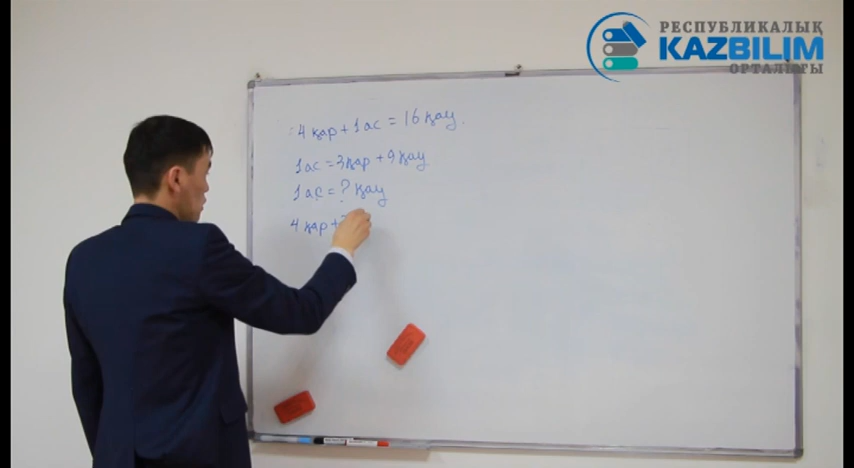 РЕСПУБЛИКАЛЫҚ
KAZBILIM
ОРТАЛЫҒЫ
4 қар + 1 ас = 16 қау.
1 ас = 3 қар + 9 қау
1 ас = ? қау
4 қар +